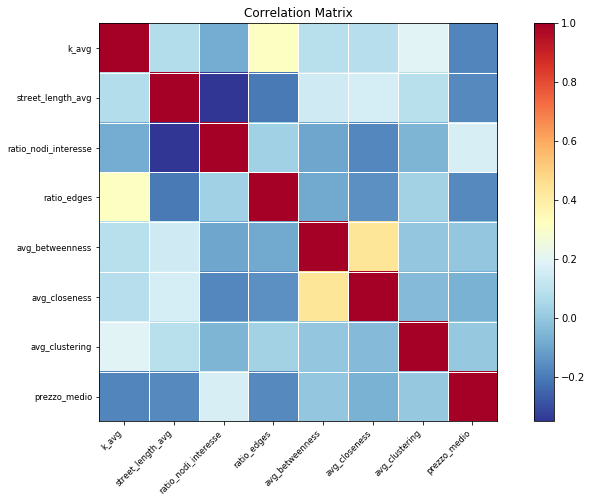 Correlation Matrix
k_avg
street_length_avg
ratio_nodi_interesse
ratio_edges
avg_betweenness
avg_closeness
avg_clustering
prezzo_medio
k_avg
street_length_avg
ratio_nodi_interesse
ratio_edges
avg_betweenness
avg_closeness
avg_clustering
prezzo_medio
1.0
0.8
0.6
0.4
0.2
0.0
−0.2